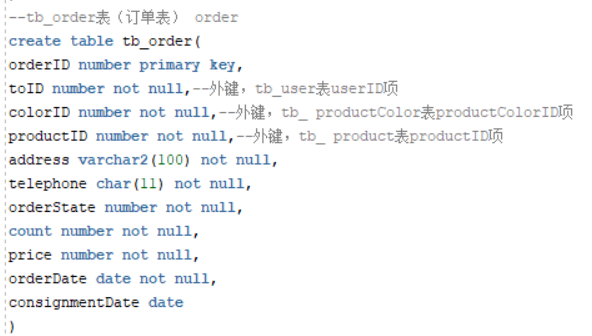 --tb_order表（订单表） order
create table tb_order(
orderID number primary key,
toID number not null,--外键，tb_user表userID项
colorID number not null,--外键，tb_ productColor表productColorID项
productID number not null,--外键，tb_ product表productID项
address varchar2(100) not null,
telephone char(11) not null,
orderState number not null,
count number not null,
price number not null,
orderDate date not null,
consignmentDate date
)